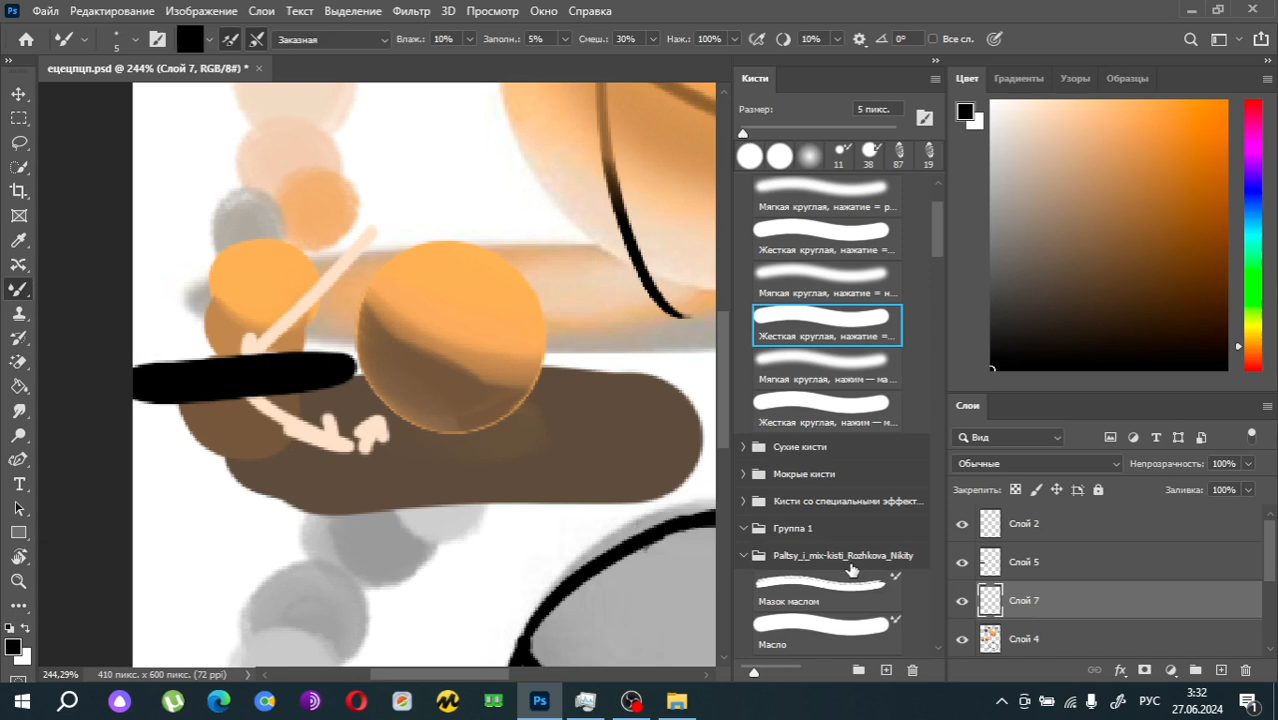 Ps Файл Редактирование Изображение Слои Текст Выделение Фильтр 3D Просмотр Окно Справка
5 Заказная Влаж.: 10% Заполн.: 5% Смеш.: 30% Наж.: 100% 10% 0° Все сл.
ецецпцп.psd @ 244% (Слой 7, RGB/8#) *
Кисти
Цвет Градиенты Узоры Образцы
Размер: 5 пикс.
11 38 87 19
Мягкая круглая, нажатие = р...
Жесткая круглая, нажатие =...
Мягкая круглая, нажатие = н...
Жесткая круглая, нажатие =...
Мягкая круглая, нажим — ма...
Жесткая круглая, нажим — м...
Сухие кисти
Мокрые кисти
Кисти со специальными эффект...
Группа 1
Paltsy_i_mix-kisti_Rozhkova_Nikity
Мазок маслом
Масло
Слои
Вид
Обычные Непрозрачность: 100%
Закрепить: Заливка: 100%
Слой 2
Слой 5
Слой 7
Слой 4
244,29% 410 пикс. x 600 пикс. (72 ppi)
Ps РУС 3:32
27.06.2024 1